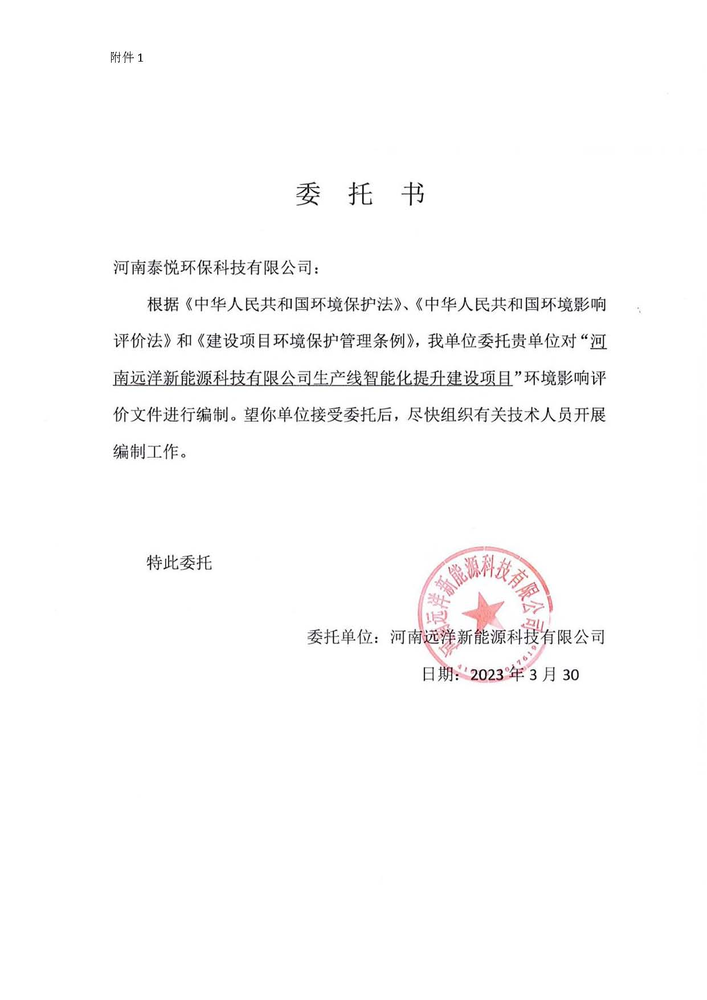 附件 1
委 托 书
河南泰悦环保科技有限公司：
根据《中华人民共和国环境保护法》、《中华人民共和国环境影响
评价法》和《建设项目环境保护管理条例》，我单位委托贵单位对“河
南远洋新能源科技有限公司生产线智能化提升建设项目”环境影响评
价文件进行编制。望你单位接受委托后，尽快组织有关技术人员开展
编制工作。
特此委托
河南远洋新能源科技有限公司
委托单位：河南远洋新能源科技有限公司
日期：2023 年 3 月 30